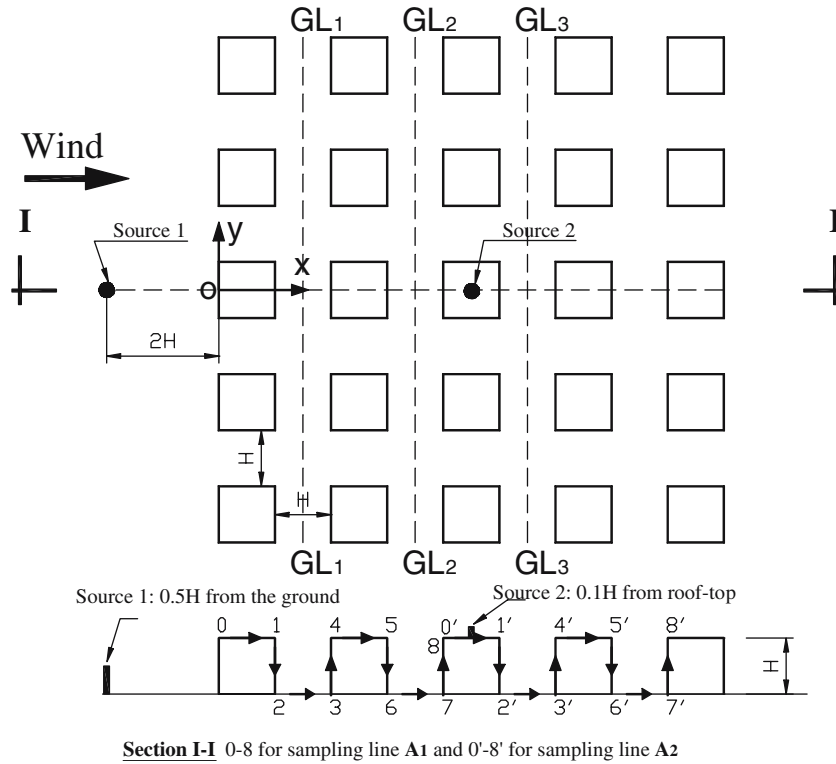 GL1 GL2 GL3
Wind
I I
Source 1 Source 2
y
O x
2H
H
H
GL1 GL2 GL3
Source 1: 0.5H from the ground Source 2: 0.1H from roof-top
0 1 4 5 0′ 1′ 4′ 5′ 8′
8
H
2 3 6 7 2′ 3′ 6′ 7′
Section I-I 0-8 for sampling line A1 and 0'-8' for sampling line A2